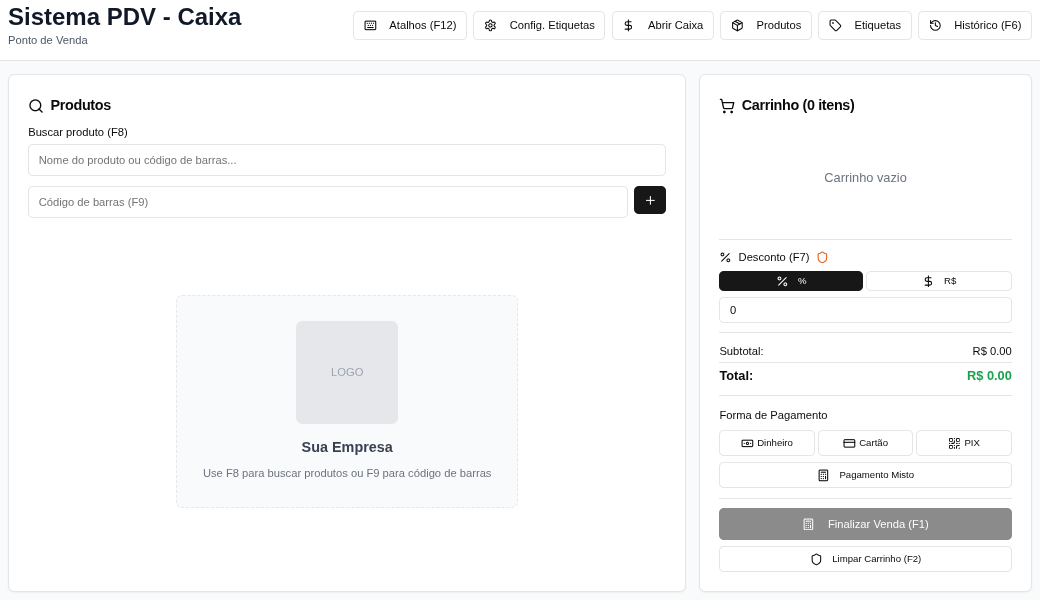 Sistema PDV - Caixa
Ponto de Venda
Atalhos (F12)
Config. Etiquetas
Abrir Caixa
Produtos
Etiquetas
Histórico (F6)
Produtos
Buscar produto (F8)
Nome do produto ou código de barras...
Código de barras (F9)
LOGO
Sua Empresa
Use F8 para buscar produtos ou F9 para código de barras
Carrinho (0 itens)
Carrinho vazio
Desconto (F7)
%
R$
0
Subtotal: R$ 0.00
Total: R$ 0.00
Forma de Pagamento
Dinheiro
Cartão
PIX
Pagamento Misto
Finalizar Venda (F1)
Limpar Carrinho (F2)